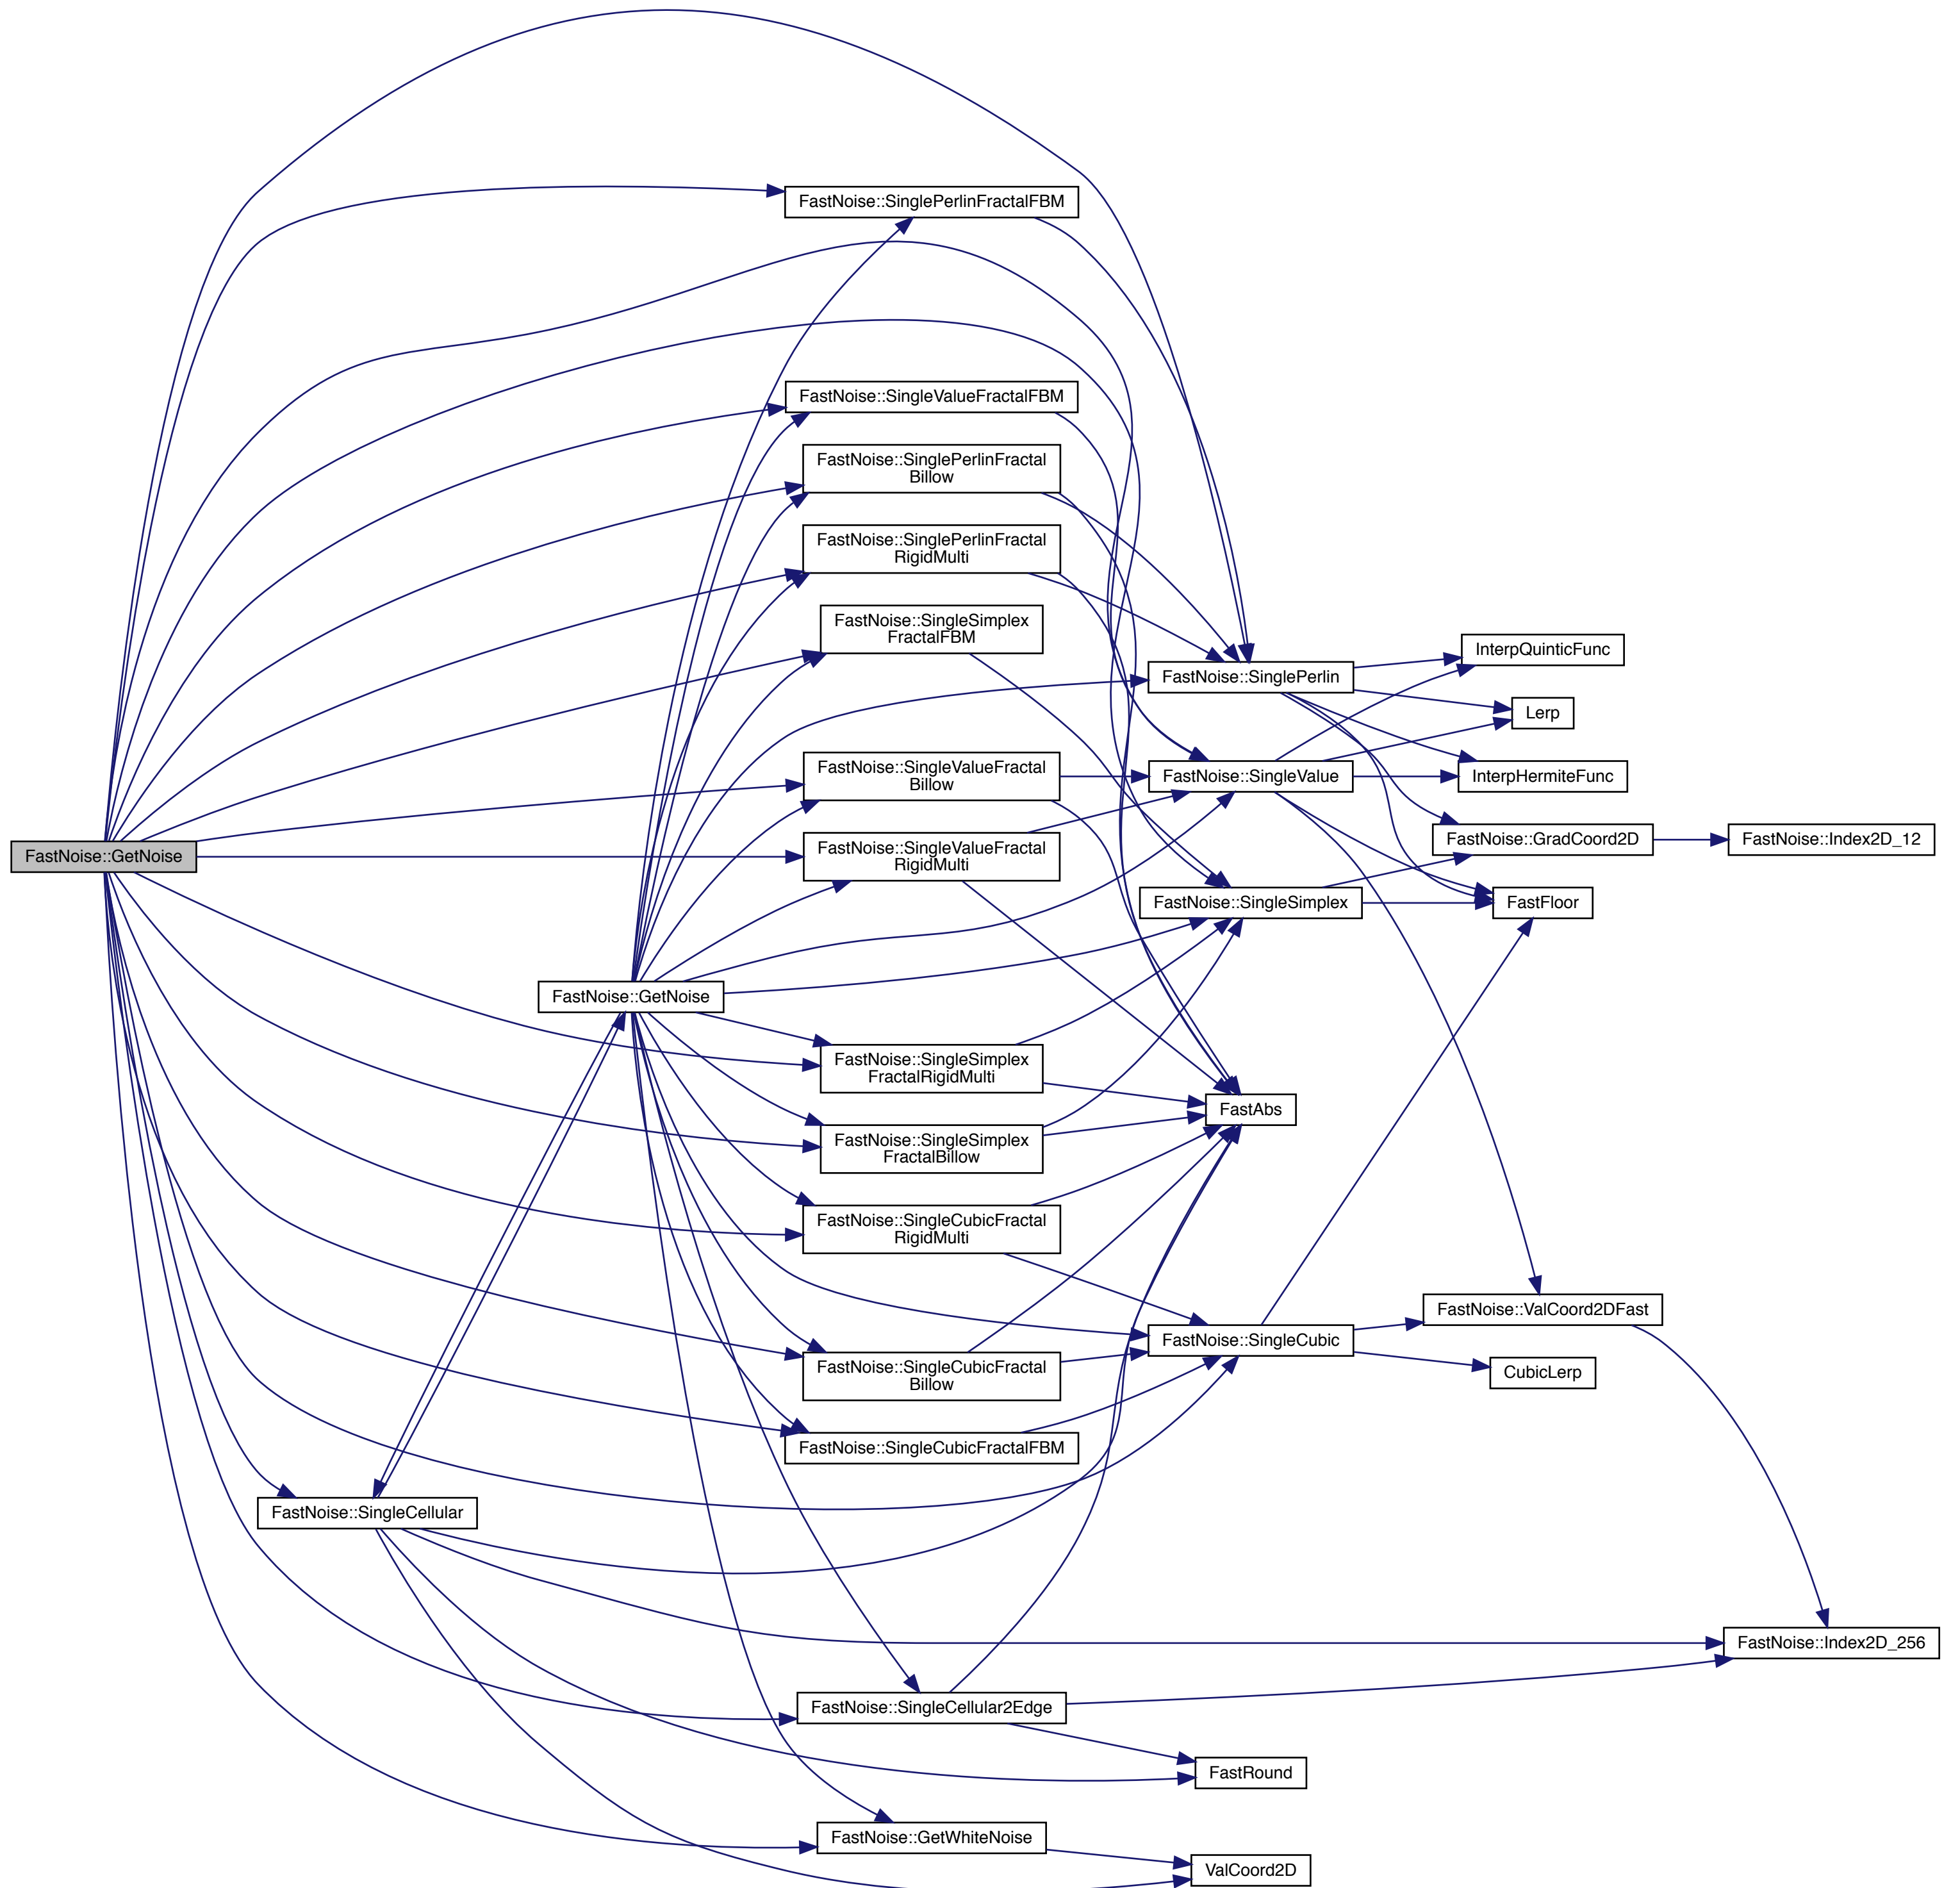 FastNoise::SinglePerlinFractalFBM
FastNoise::SingleValueFractalFBM
FastNoise::SinglePerlinFractal
Billow
FastNoise::SinglePerlinFractal
RigidMulti
FastNoise::SingleSimplex
FractalFBM
InterpQuinticFunc
FastNoise::SinglePerlin
Lerp
FastNoise::SingleValueFractal
Billow
FastNoise::SingleValue
InterpHermiteFunc
FastNoise::GetNoise
FastNoise::SingleValueFractal
RigidMulti
FastNoise::GradCoord2D
FastNoise::Index2D_12
FastNoise::SingleSimplex
FastFloor
FastNoise::GetNoise
FastNoise::SingleSimplex
FractalRigidMulti
FastAbs
FastNoise::SingleSimplex
FractalBillow
FastNoise::SingleCubicFractal
RigidMulti
FastNoise::ValCoord2DFast
FastNoise::SingleCubic
FastNoise::SingleCubicFractal
Billow
CubicLerp
FastNoise::SingleCubicFractalFBM
FastNoise::SingleCellular
FastNoise::Index2D_256
FastNoise::SingleCellular2Edge
FastRound
FastNoise::GetWhiteNoise
ValCoord2D